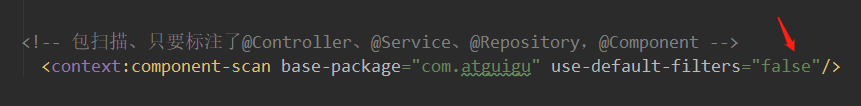 <!-- 包扫描、只要标注了@Controller、@Service、@Repository，@Component -->
<context:component-scan base-package="com.atguigu" use-default-filters="false"/>